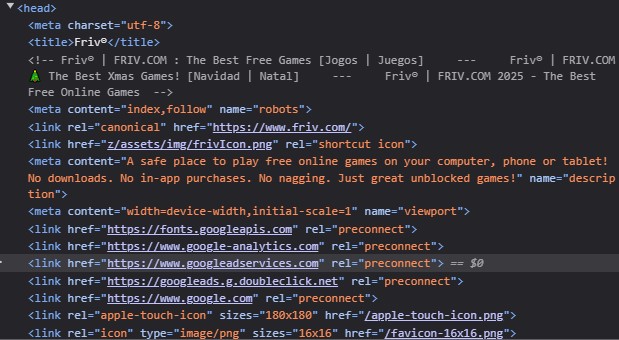 <head>
<meta charset="utf-8">
<title>Friv®</title>
<!-- Friv® | FRIV.COM : The Best Free Games [Jogos | Juegos]     ---     Friv® | FRIV.COM
🎄 The Best Xmas Games! [Navidad | Natal]     ---     Friv® | FRIV.COM 2025 - The Best
Free Online Games  -->
<meta content="index,follow" name="robots">
<link rel="canonical" href="https://www.friv.com/">
<link href="z/assets/img/frivIcon.png" rel="shortcut icon">
<meta content="A safe place to play free online games on your computer, phone or tablet!
No downloads. No in-app purchases. No nagging. Just great unblocked games!" name="descrip
tion">
<meta content="width=device-width,initial-scale=1" name="viewport">
<link href="https://fonts.googleapis.com" rel="preconnect">
<link href="https://www.google-analytics.com" rel="preconnect">
<link href="https://www.googleadservices.com" rel="preconnect"> == $0
<link href="https://googleads.g.doubleclick.net" rel="preconnect">
<link href="https://www.google.com" rel="preconnect">
<link rel="apple-touch-icon" sizes="180x180" href="/apple-touch-icon.png">
<link rel="icon" type="image/png" sizes="16x16" href="/favicon-16x16.png">